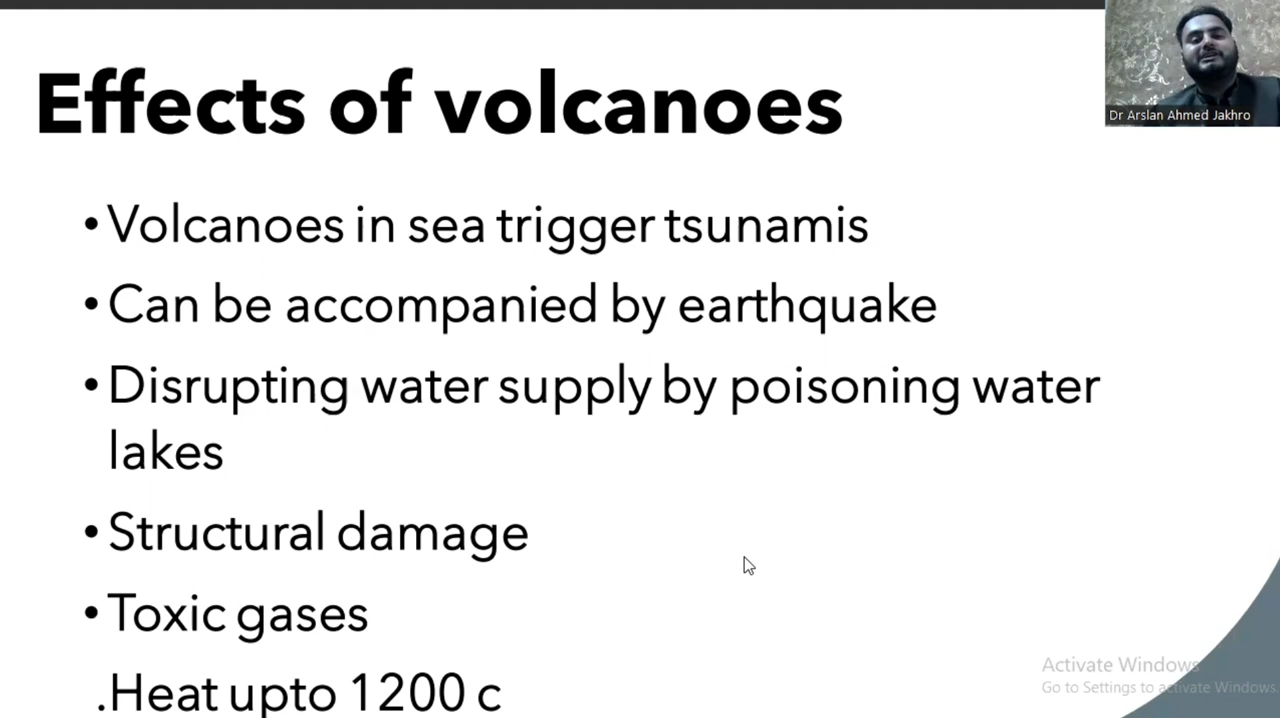 Effects of volcanoes
Dr Arslan Ahmed Jakhro
•Volcanoes in sea trigger tsunamis
•Can be accompanied by earthquake
•Disrupting water supply by poisoning water
lakes
•Structural damage
•Toxic gases
.Heat upto 1200 c
Activate Windows
Go to Settings to activate Windows.